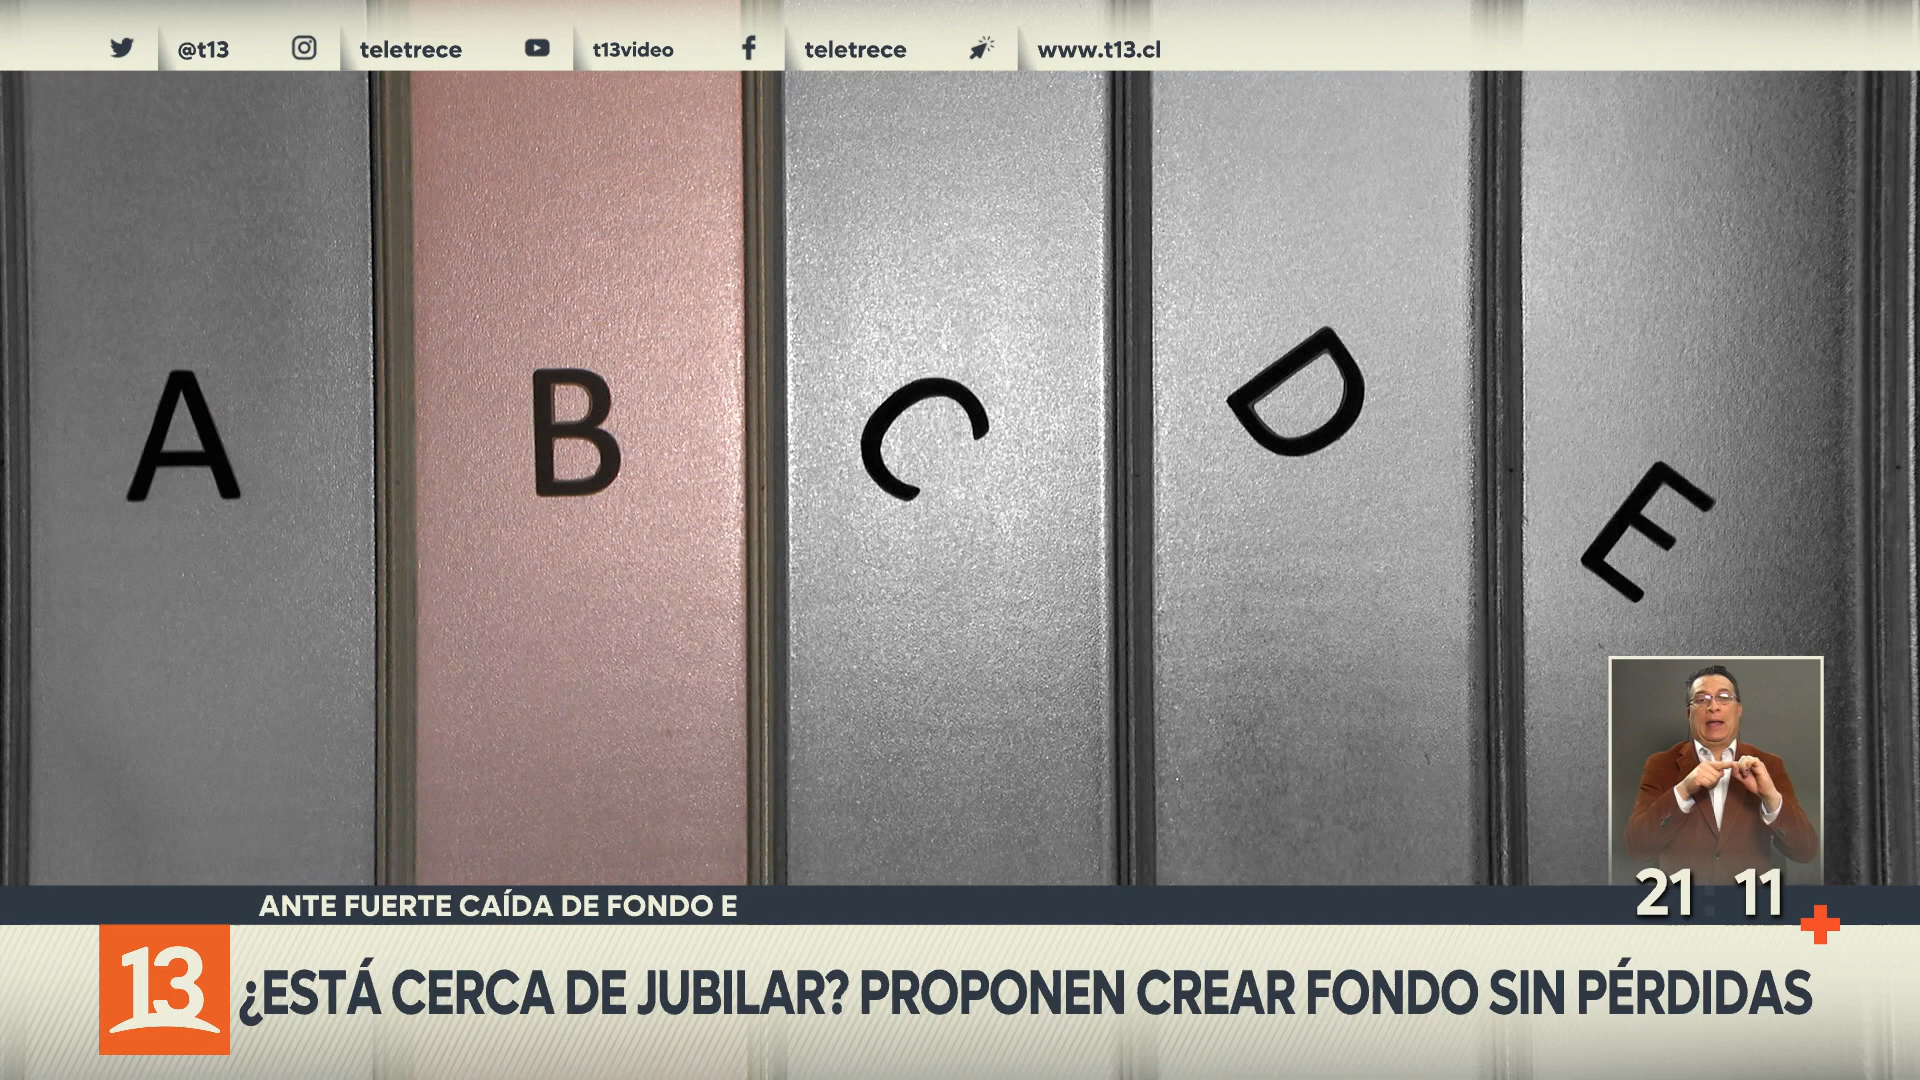 @t13 teletrece t13video teletrece www.t13.cl
A B C D E
21 11
ANTE FUERTE CAÍDA DE FONDO E
13 ¿ESTÁ CERCA DE JUBILAR? PROPONEN CREAR FONDO SIN PÉRDIDAS